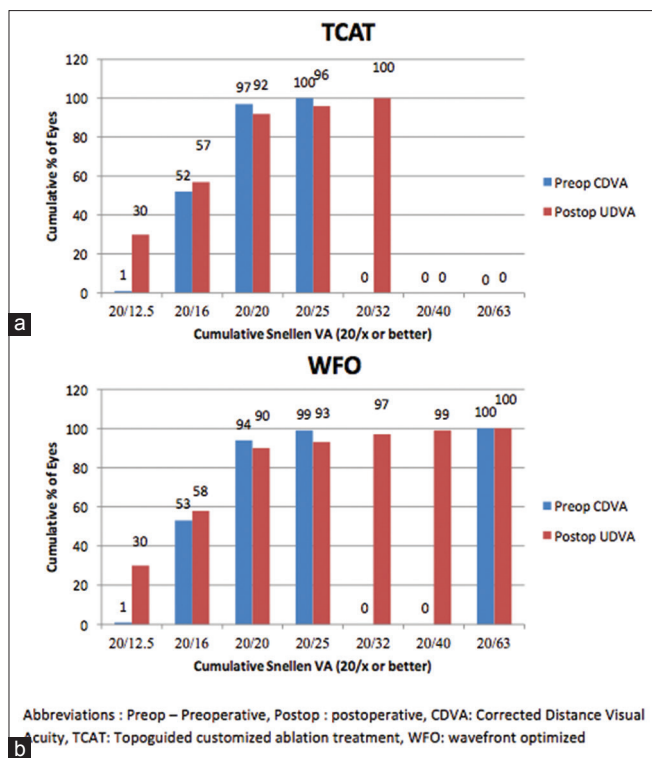 TCAT
120
100
80
60
40
20
0
Cumulative % of Eyes
1
30
52
57
97
92
100
96
0
100
0
0
0
0
20/12.5 20/16 20/20 20/25 20/32 20/40 20/63
Cumulative Snellen VA (20/x or better)
Preop CDVA
Postop UDVA
a
WFO
120
100
80
60
40
20
0
Cumulative % of Eyes
1
30
53
58
94
90
99
93
0
97
0
99
100
100
20/12.5 20/16 20/20 20/25 20/32 20/40 20/63
Cumulative Snellen VA (20/x or better)
Preop CDVA
Postop UDVA
Abbreviations : Preop – Preoperative, Postop : postoperative, CDVA: Corrected Distance Visual
Acuity, TCAT: Topoguided customized ablation treatment, WFO: wavefront optimized
b